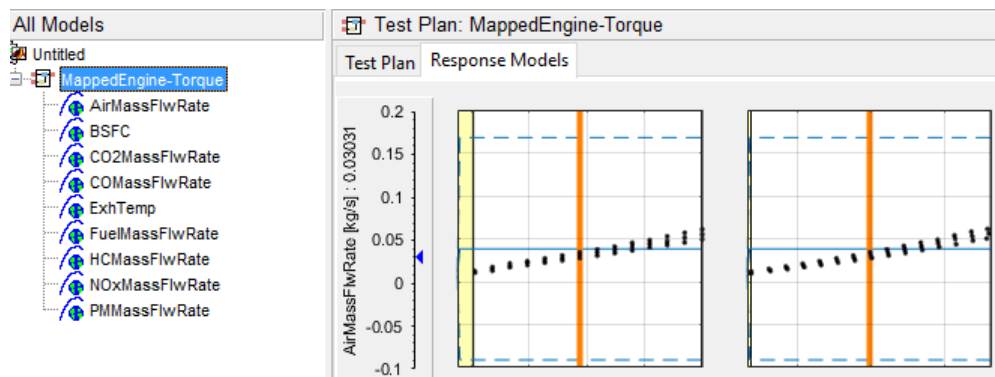 All Models
Untitled
MappedEngine-Torque
AirMassFlwRate
BSFC
CO2MassFlwRate
COMassFlwRate
ExhTemp
FuelMassFlwRate
HCMassFlwRate
NOxMassFlwRate
PMMassFlwRate
Test Plan: MappedEngine-Torque
Test Plan
Response Models
AirMassFlwRate [kg/s] : 0.03031
0.2
0.15
0.1
0.05
0
-0.05
-0.1